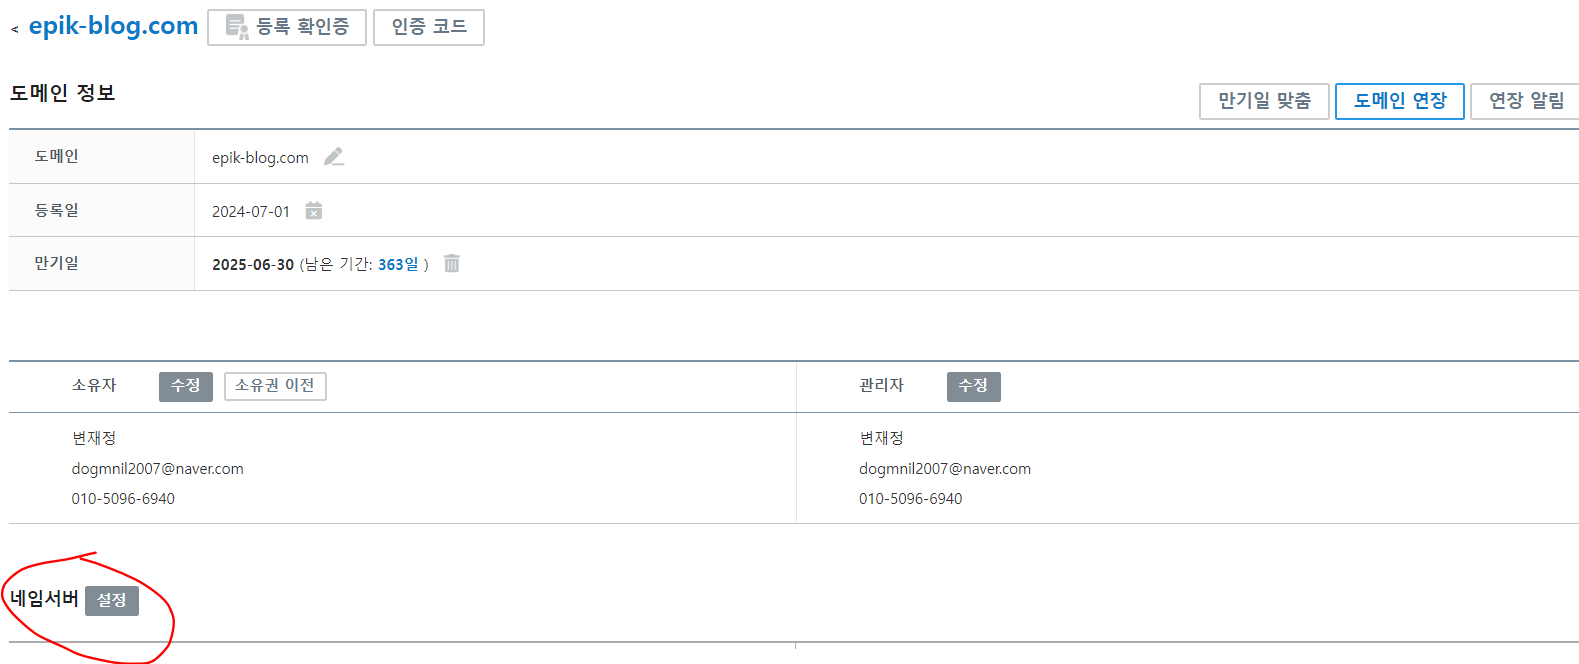 < epik-blog.com 등록 확인증 인증 코드
도메인 정보
만기일 맞춤 도메인 연장 연장 알림
도메인 epik-blog.com
등록일 2024-07-01
만기일 2025-06-30 (남은 기간: 363일 )
소유자 수정 소유권 이전
관리자 수정
변재정
dogmnil2007@naver.com
010-5096-6940
변재정
dogmnil2007@naver.com
010-5096-6940
네임서버 설정